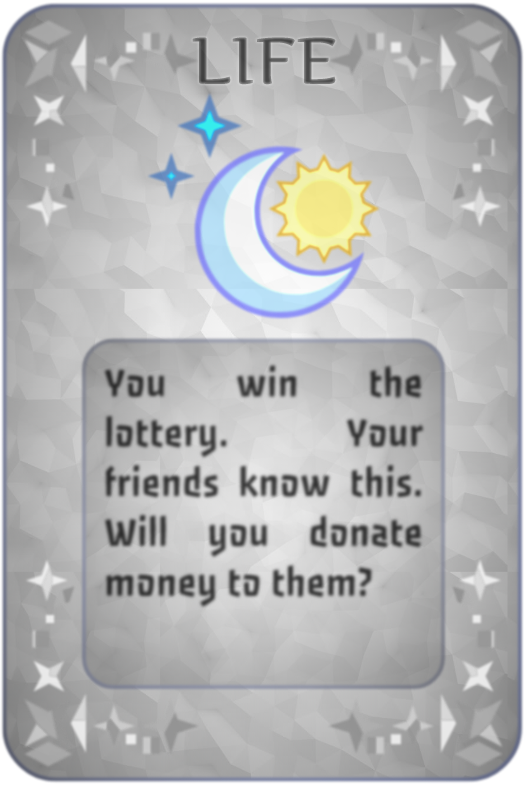 LIFE
You win the
lottery. Your
friends know this.
Will you donate
money to them?